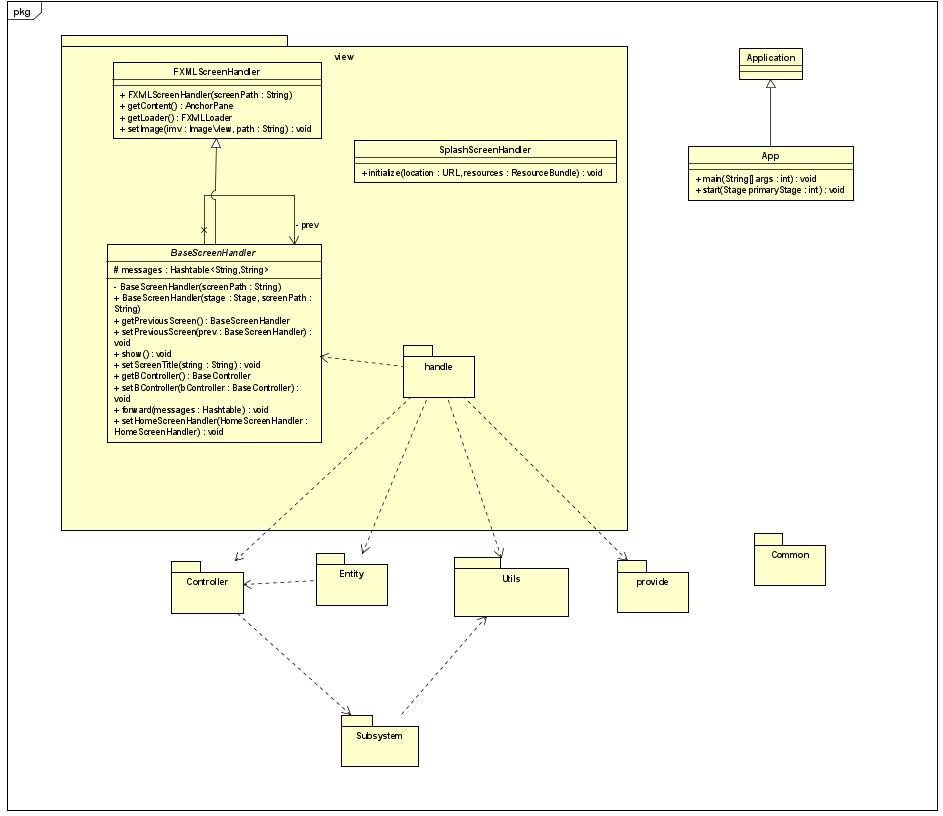 pkg
view
FXMLScreenHandler
+ FXMLScreenHandler(screenPath : String)
+ getContent() : AnchorPane
+ getLoader() : FXMLLoader
+ setImage(imv : ImageView, path : String) : void
SplashScreenHandler
+initialize(location : URL,resources : ResourceBundle) : void
Application
App
+ main(String[] args : int) : void
+ start(Stage primaryStage : int) : void
- prev
BaseScreenHandler
# messages : Hashtable<String,String>
- BaseScreenHandler(screenPath : String)
+ BaseScreenHandler(stage : Stage, screenPath :
String)
+ getPreviousScreen() : BaseScreenHandler
+ setPreviousScreen(prev : BaseScreenHandler) :
void
+ show() : void
+ setScreenTitle(string : String) : void
+ getBController() : BaseController
+ setBController(bController : BaseController) :
void
+ forward(messages : Hashtable) : void
+ setHomeScreenHandler(HomeScreenHandler :
HomeScreenHandler) : void
handle
Controller
Entity
Utils
provide
Common
Subsystem